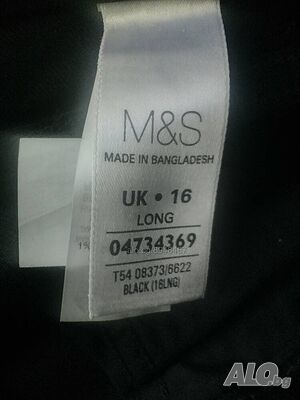 M&S
MADE IN BANGLADESH
UK • 16
LONG
04734369
T54 08373/6622
BLACK (16LNG)
ALO.bg